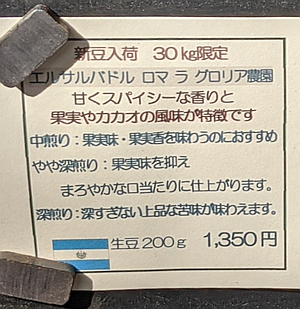 新豆入荷 30kg限定
エルサルバドル ロマ ラ グロリア農園
甘くスパイシーな香りと
果実やカカオの風味が特徴です
中煎り:果実味・果実香を味わうのにおすすめ
やや深煎り:果実味を抑え
まろやかな口当たりに仕上がります。
深煎り:深すぎない上品な苦味が味わえます。
生豆200g 1,350円